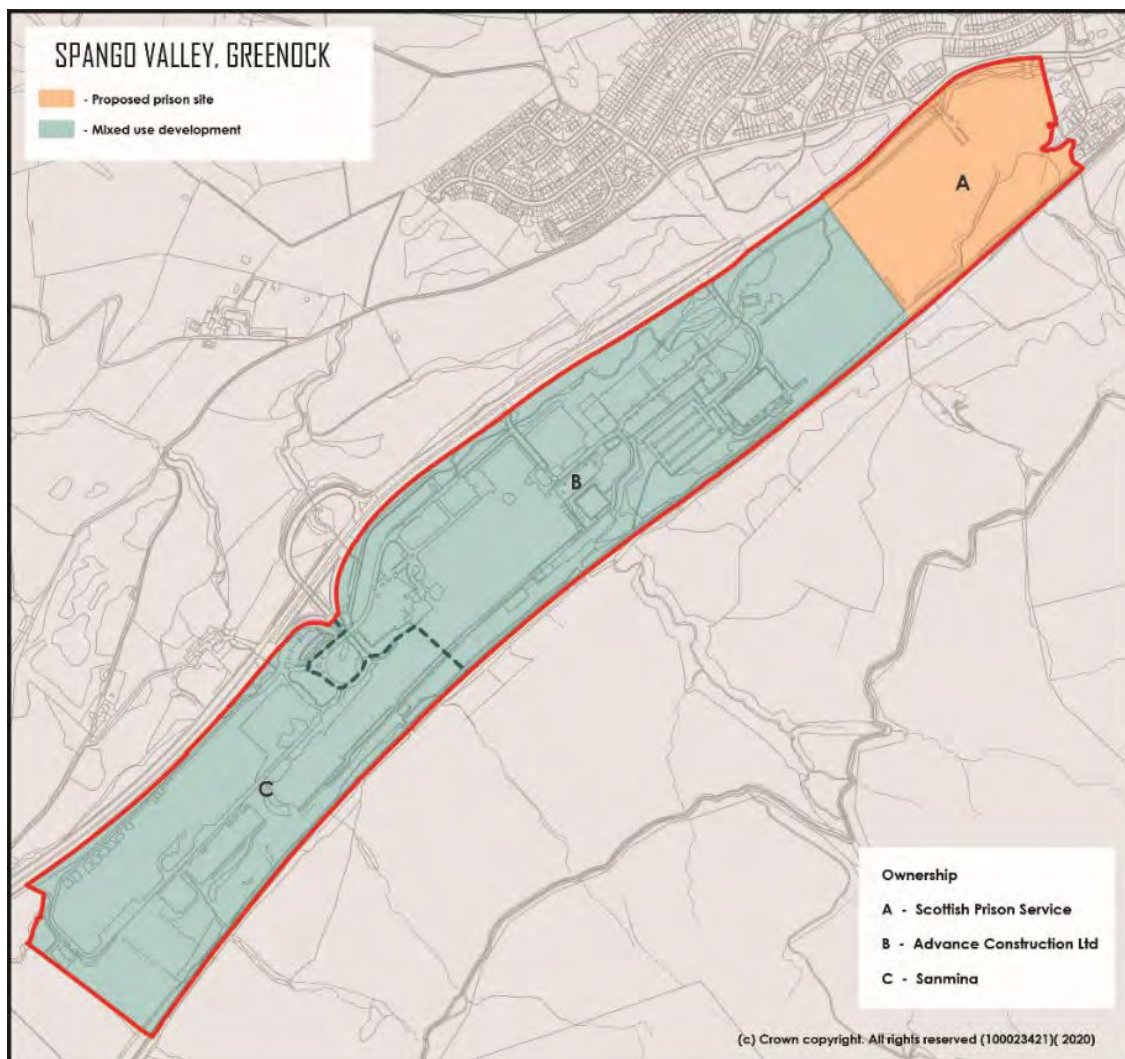 SPANGO VALLEY, GREENOCK
- Proposed prison site
- Mixed use development
A
B
C
Ownership
A - Scottish Prison Service
B - Advance Construction Ltd
C - Sanmina
(c) Crown copyright. All rights reserved (100023421)( 2020)